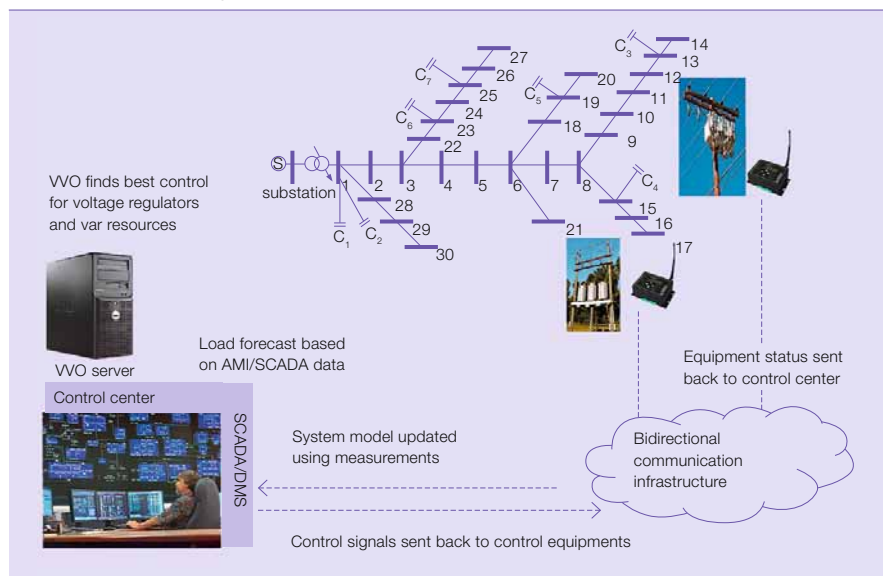 27
26
25
24
23
22
C₇
C₆
20
19
18
C₅
14
13
12
11
10
9
C₃
S
substation
1
2
3
4
5
6
7
8
C₄
15
16
17
28
29
30
21
C₁
C₂
VVO finds best control
for voltage regulators
and var resources
VVO server
Load forecast based
on AMI/SCADA data
Control center
SCADA/DMS
System model updated
using measurements
Control signals sent back to control equipments
Equipment status sent
back to control center
Bidirectional
communication
infrastructure